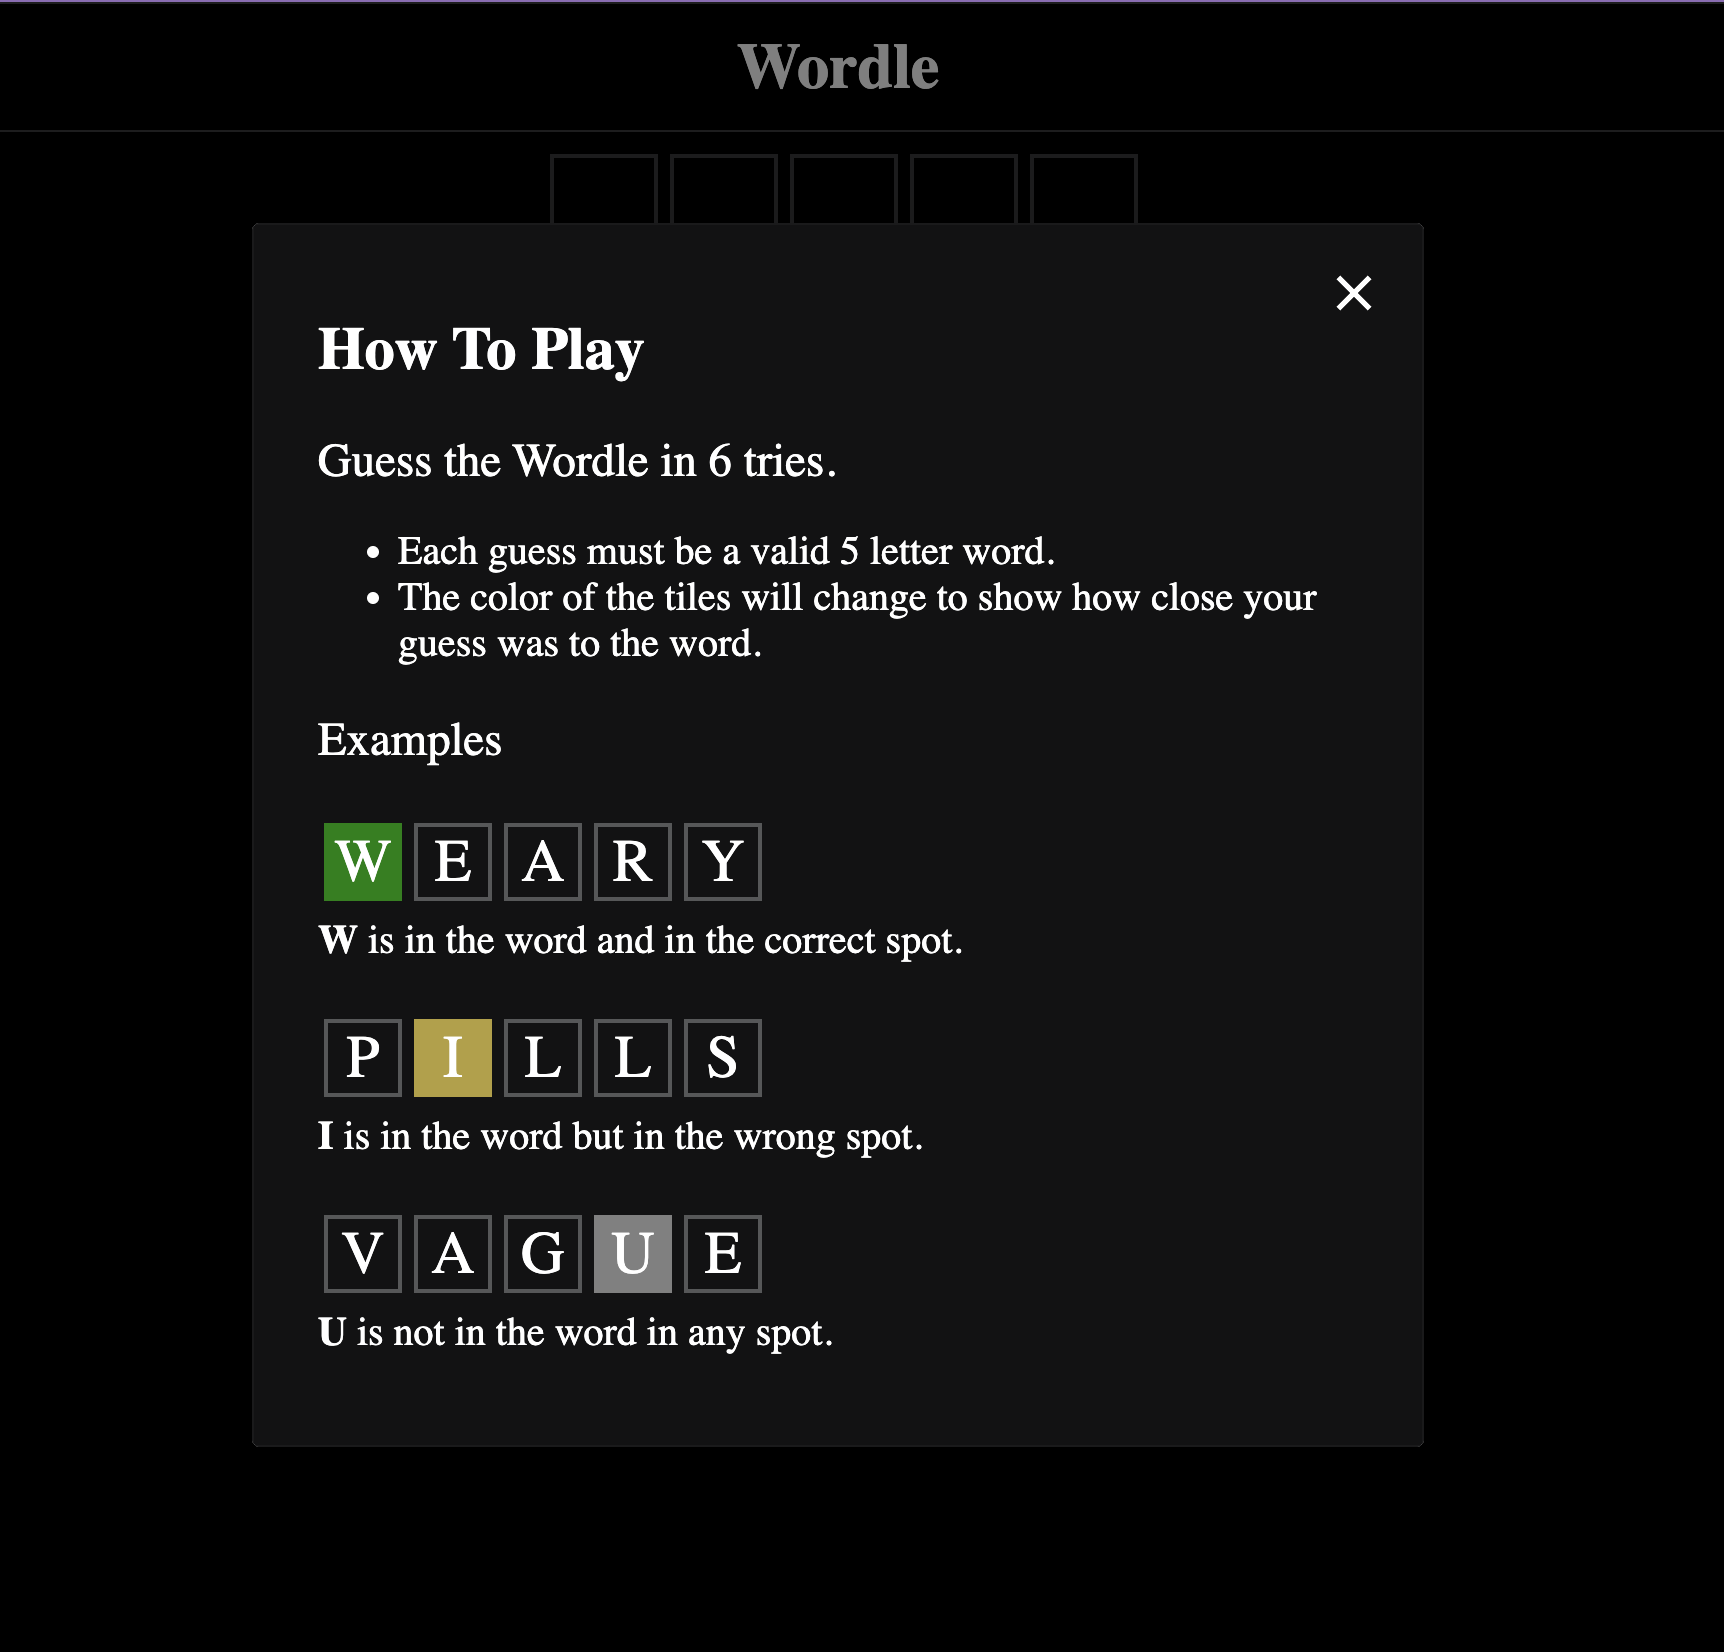 Wordle
How To Play
Guess the Wordle in 6 tries.
• Each guess must be a valid 5 letter word.
• The color of the tiles will change to show how close your
guess was to the word.
Examples
W E A R Y
W is in the word and in the correct spot.
P I L L S
I is in the word but in the wrong spot.
V A G U E
U is not in the word in any spot.